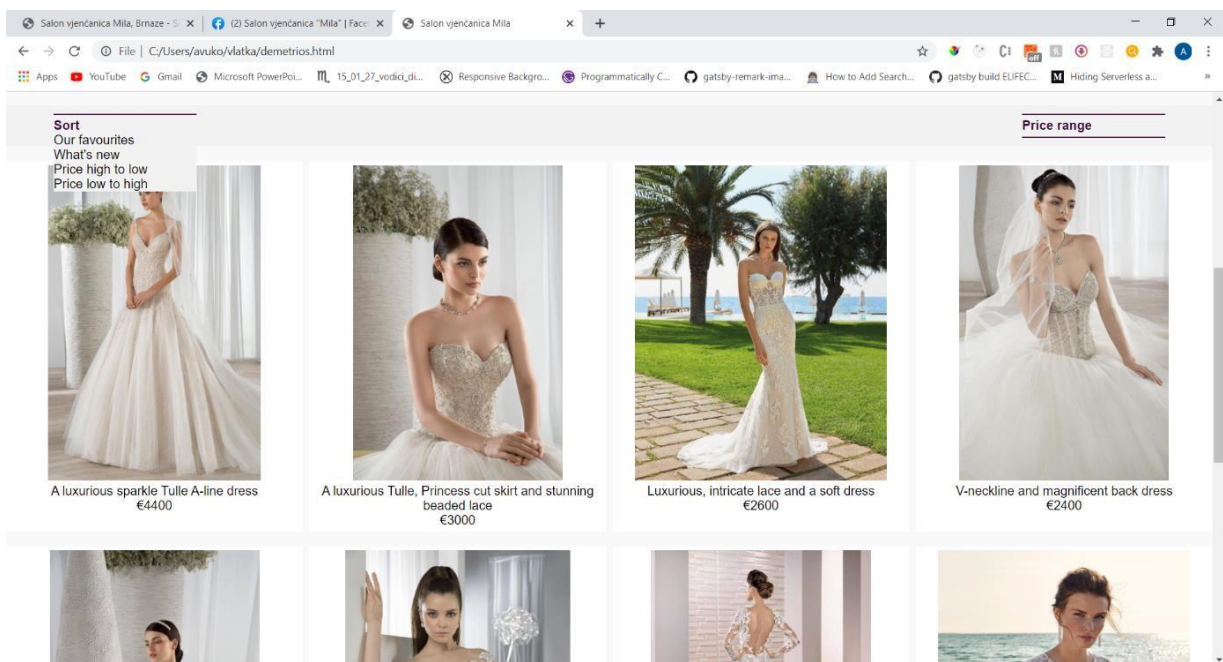 Salon vjenčanica Mila, Brnaze - S
(2) Salon vjenčanica "Mila" | Face
Salon vjenčanica Mila
File | C:/Users/avuko/vlatka/demetrios.html
off
A
Apps
YouTube
Gmail
Microsoft PowerPoi...
15_01_27_vodici_di...
Responsive Backgro...
Programmatically C...
gatsby-remark-ima...
How to Add Search...
gatsby build ELIFEC...
Hiding Serverless a...
Sort
Our favourites
What's new
Price high to low
Price low to high
Price range
A luxurious sparkle Tulle A-line dress
€4400
A luxurious Tulle, Princess cut skirt and stunning
beaded lace
€3000
Luxurious, intricate lace and a soft dress
€2600
V-neckline and magnificent back dress
€2400